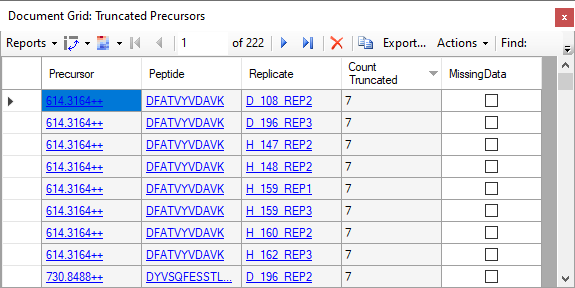 Document Grid: Truncated Precursors x
Reports 1 of 222 Export... Actions Find:
Precursor Peptide Replicate Count Truncated MissingData
614.3164++ DFATVYVDAVK D_108_REP2 7
614.3164++ DFATVYVDAVK D_196_REP3 7
614.3164++ DFATVYVDAVK H_147_REP2 7
614.3164++ DFATVYVDAVK H_148_REP2 7
614.3164++ DFATVYVDAVK H_159_REP1 7
614.3164++ DFATVYVDAVK H_159_REP3 7
614.3164++ DFATVYVDAVK H_160_REP2 7
614.3164++ DFATVYVDAVK H_162_REP3 7
730.8488++ DYVSQFESSTL... D_196_REP2 7